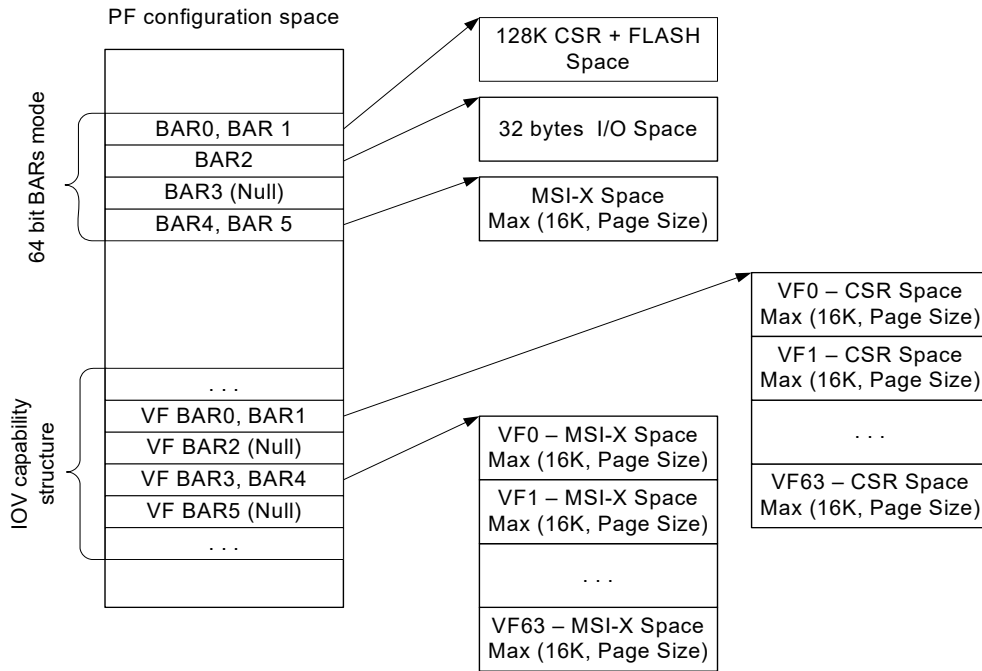 PF configuration space
64 bit BARs mode
BAR0, BAR 1
BAR2
BAR3 (Null)
BAR4, BAR 5
128K CSR + FLASH
Space
32 bytes I/O Space
MSI-X Space
Max (16K, Page Size)
IOV capability
structure
. . .
VF BAR0, BAR1
VF BAR2 (Null)
VF BAR3, BAR4
VF BAR5 (Null)
. . .
VF0 – MSI-X Space
Max (16K, Page Size)
VF1 – MSI-X Space
Max (16K, Page Size)
. . .
VF63 – MSI-X Space
Max (16K, Page Size)
VF0 – CSR Space
Max (16K, Page Size)
VF1 – CSR Space
Max (16K, Page Size)
. . .
VF63 – CSR Space
Max (16K, Page Size)